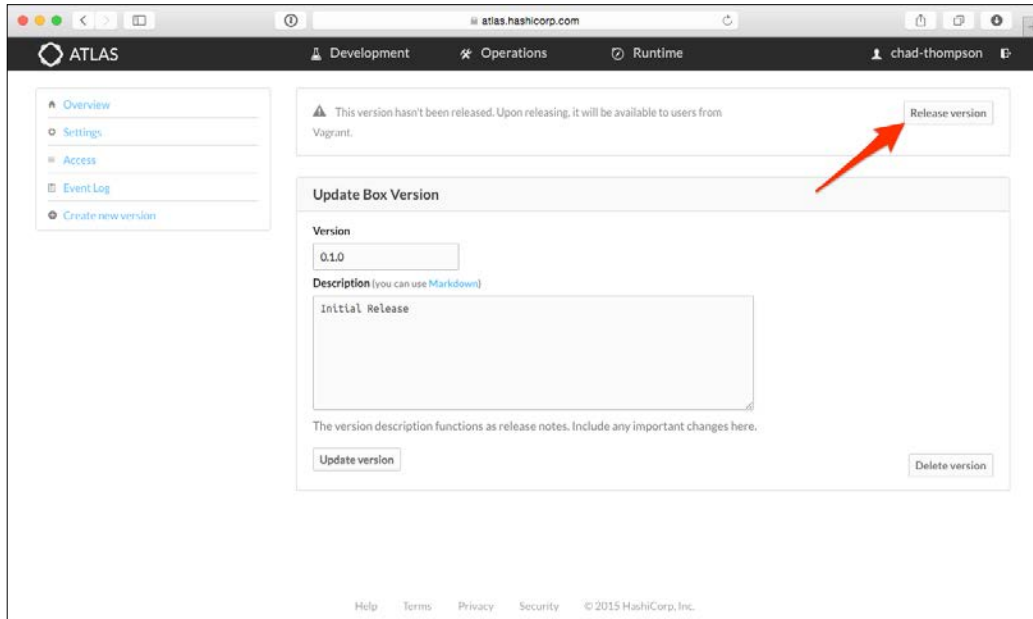 atlas.hashicorp.com
ATLAS
Development
Operations
Runtime
chad-thompson
Overview
Settings
Access
Event Log
Create new version
This version hasn't been released. Upon releasing, it will be available to users from
Vagrant.
Release version
Update Box Version
Version
0.1.0
Description (you can use Markdown)
Initial Release
The version description functions as release notes. Include any important changes here.
Update version
Delete version
Help Terms Privacy Security © 2015 HashiCorp, Inc.